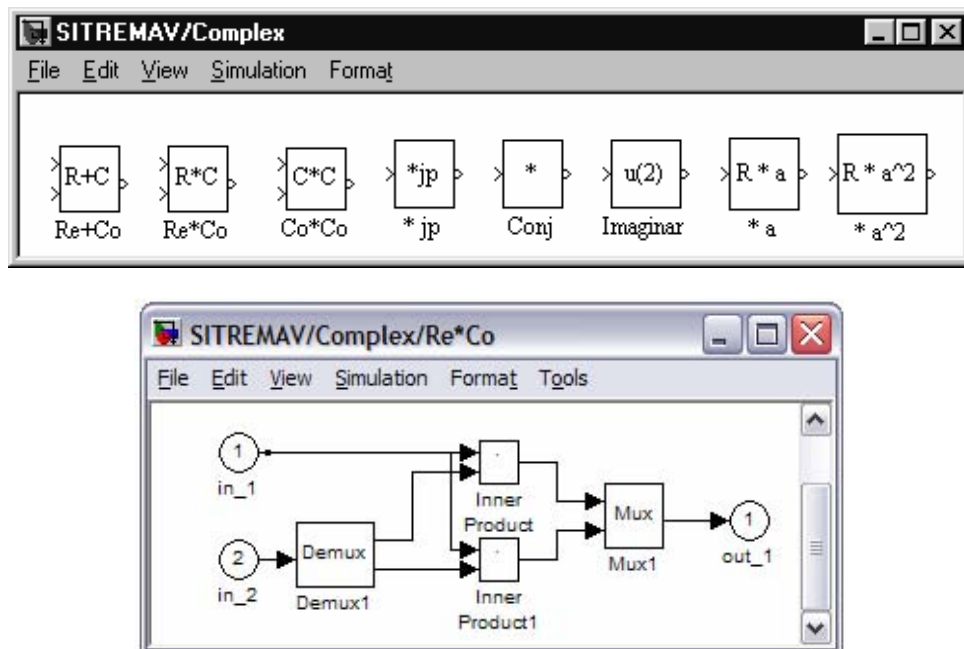 SITREMAV/Complex
File Edit View Simulation Format
R+C R*C C*C *jp * u(2) R * a R * a^2
Re+Co Re*Co Co*Co * jp Conj Imaginar * a * a^2
SITREMAV/Complex/Re*Co
File Edit View Simulation Format Tools
1
in_1
Inner
Product
2
in_2
Demux
Demux1
Inner
Product1
Mux
Mux1
1
out_1